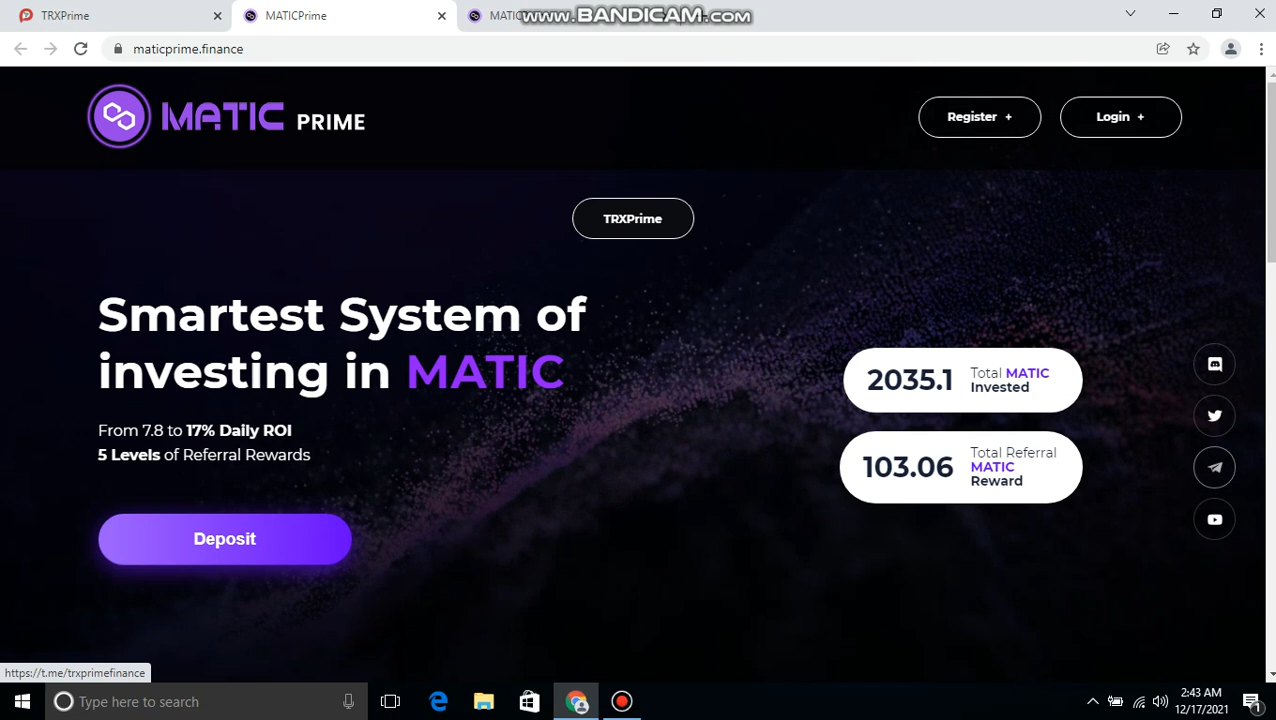 TRXPrime
MATICPrime
MATIC
WWW.BANDICAM.COM
maticprime.finance
MATIC PRIME
Register +
Login +
TRXPrime
Smartest System of
investing in MATIC
From 7.8 to 17% Daily ROI
5 Levels of Referral Rewards
Deposit
2035.1
Total MATIC
Invested
103.06
Total Referral
MATIC
Reward
https://t.me/trxprimefinance
Type here to search
2:43 AM
12/17/2021
1